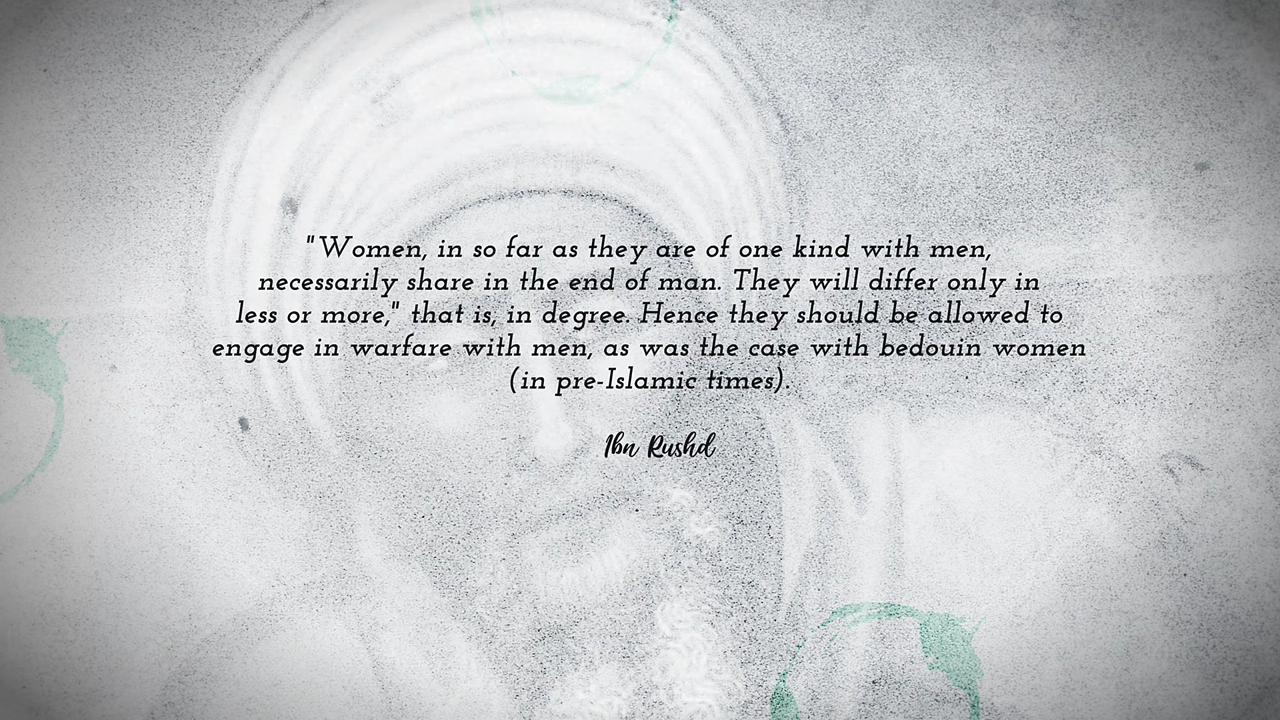 "Women, in so far as they are of one kind with men,
necessarily share in the end of man. They will differ only in
less or more," that is, in degree. Hence they should be allowed to
engage in warfare with men, as was the case with bedouin women
(in pre-Islamic times).
Ibn Rushd